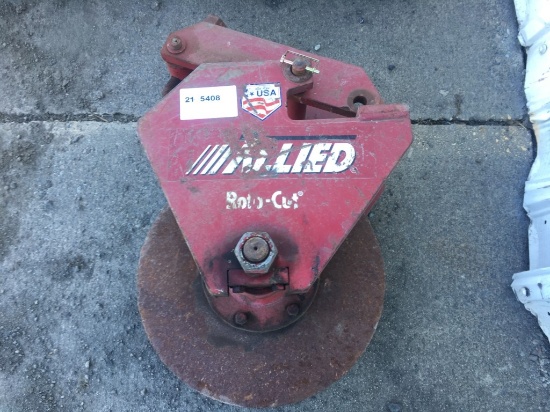 21 5408
USA
ALLIED
Roto-Cut®